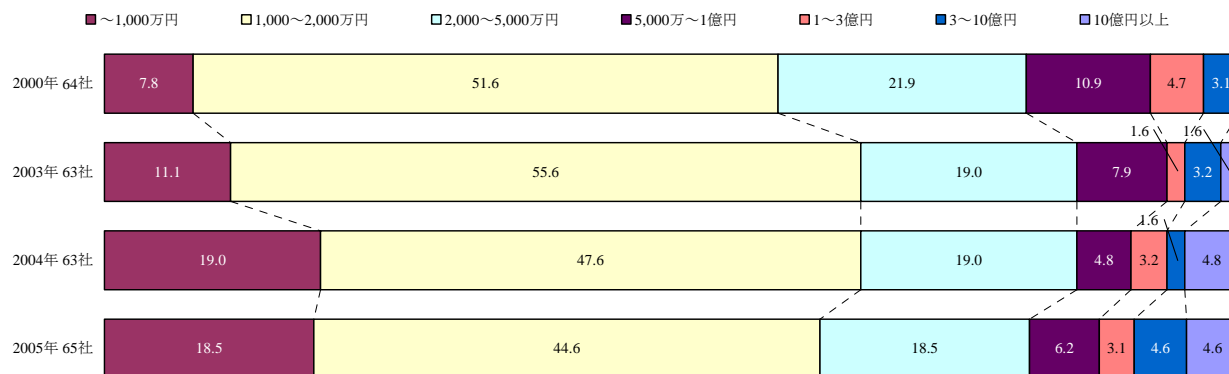 ～1,000万円 1,000～2,000万円 2,000～5,000万円 5,000万～1億円 1～3億円 3～10億円 10億円以上
2000年 64社 7.8 51.6 21.9 10.9 4.7 3.1
1.6 1.6
2003年 63社 11.1 55.6 19.0 7.9 3.2
1.6
2004年 63社 19.0 47.6 19.0 4.8 3.2 4.8
2005年 65社 18.5 44.6 18.5 6.2 3.1 4.6 4.6